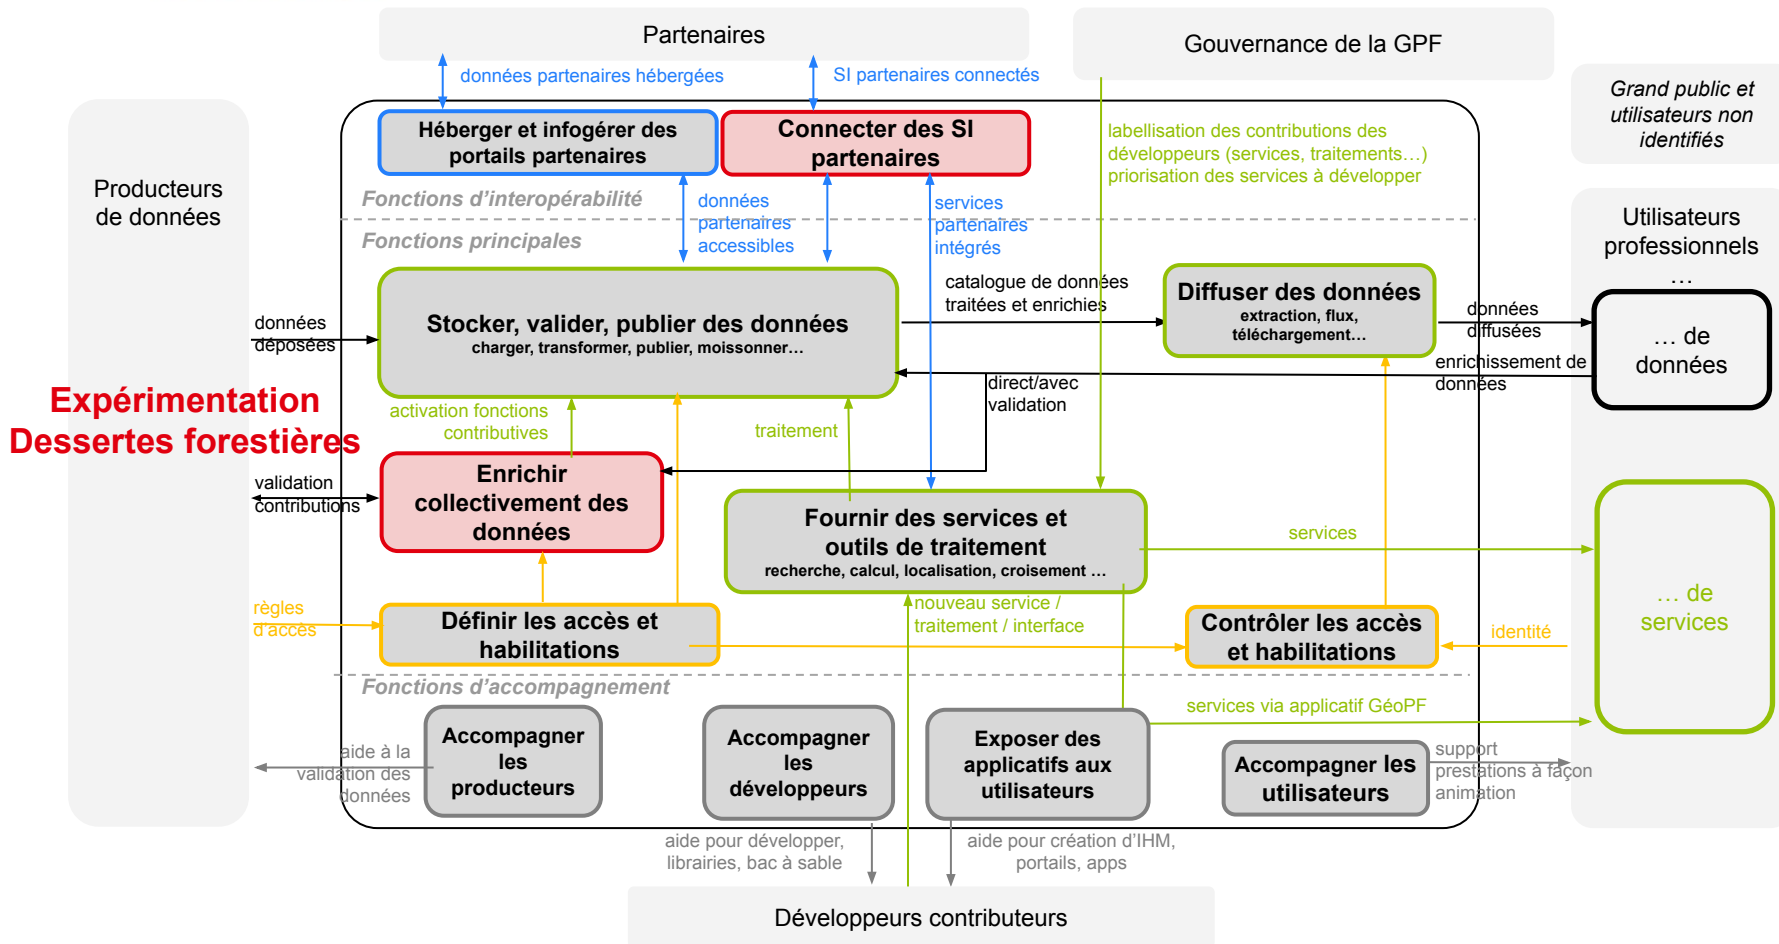 Partenaires
Gouvernance de la GPF
données partenaires hébergées
SI partenaires connectés
Grand public et
utilisateurs non
identifiés
Héberger et infogérer des
portails partenaires
Connecter des SI
partenaires
labellisation des contributions des
développeurs (services, traitements…)
priorisation des services à développer
Producteurs
de données
Fonctions d'interopérabilité
données
partenaires
accessibles
services
partenaires
intégrés
Fonctions principales
Utilisateurs
professionnels
…
Stocker, valider, publier des données
charger, transformer, publier, moissonner…
catalogue de données
traitées et enrichies
Diffuser des données
extraction, flux,
téléchargement…
données
déposées
données
diffusées
… de
données
enrichissement de
données
direct/avec
validation
Expérimentation
Dessertes forestières
activation fonctions
contributives
traitement
Enrichir
collectivement des
données
validation
contributions
Fournir des services et
outils de traitement
recherche, calcul, localisation, croisement …
services
… de
services
règles
d'accès
Définir les accès et
habilitations
nouveau service /
traitement / interface
Contrôler les accès
et habilitations
identité
Fonctions d'accompagnement
services via applicatif GéoPF
Accompagner
les
producteurs
Accompagner
les
développeurs
Exposer des
applicatifs aux
utilisateurs
Accompagner les
utilisateurs
aide à la
validation des
données
support
prestations à façon
animation
aide pour développer,
librairies, bac à sable
aide pour création d'IHM,
portails, apps
Développeurs contributeurs